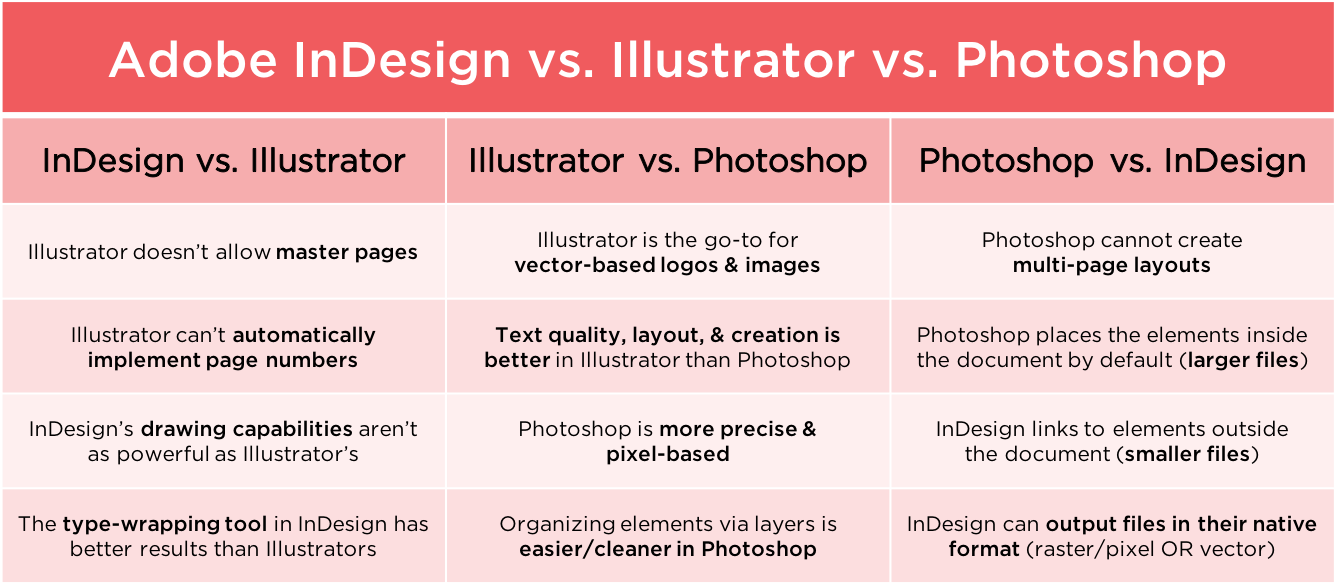 Adobe InDesign vs. Illustrator vs. Photoshop
InDesign vs. Illustrator
Illustrator vs. Photoshop
Photoshop vs. InDesign
Illustrator doesn’t allow master pages
Illustrator is the go-to for
vector-based logos & images
Photoshop cannot create
multi-page layouts
Illustrator can’t automatically
implement page numbers
Text quality, layout, & creation is
better in Illustrator than Photoshop
Photoshop places the elements inside
the document by default (larger files)
InDesign’s drawing capabilities aren’t
as powerful as Illustrator’s
Photoshop is more precise &
pixel-based
InDesign links to elements outside
the document (smaller files)
The type-wrapping tool in InDesign has
better results than Illustrators
Organizing elements via layers is
easier/cleaner in Photoshop
InDesign can output files in their native
format (raster/pixel OR vector)